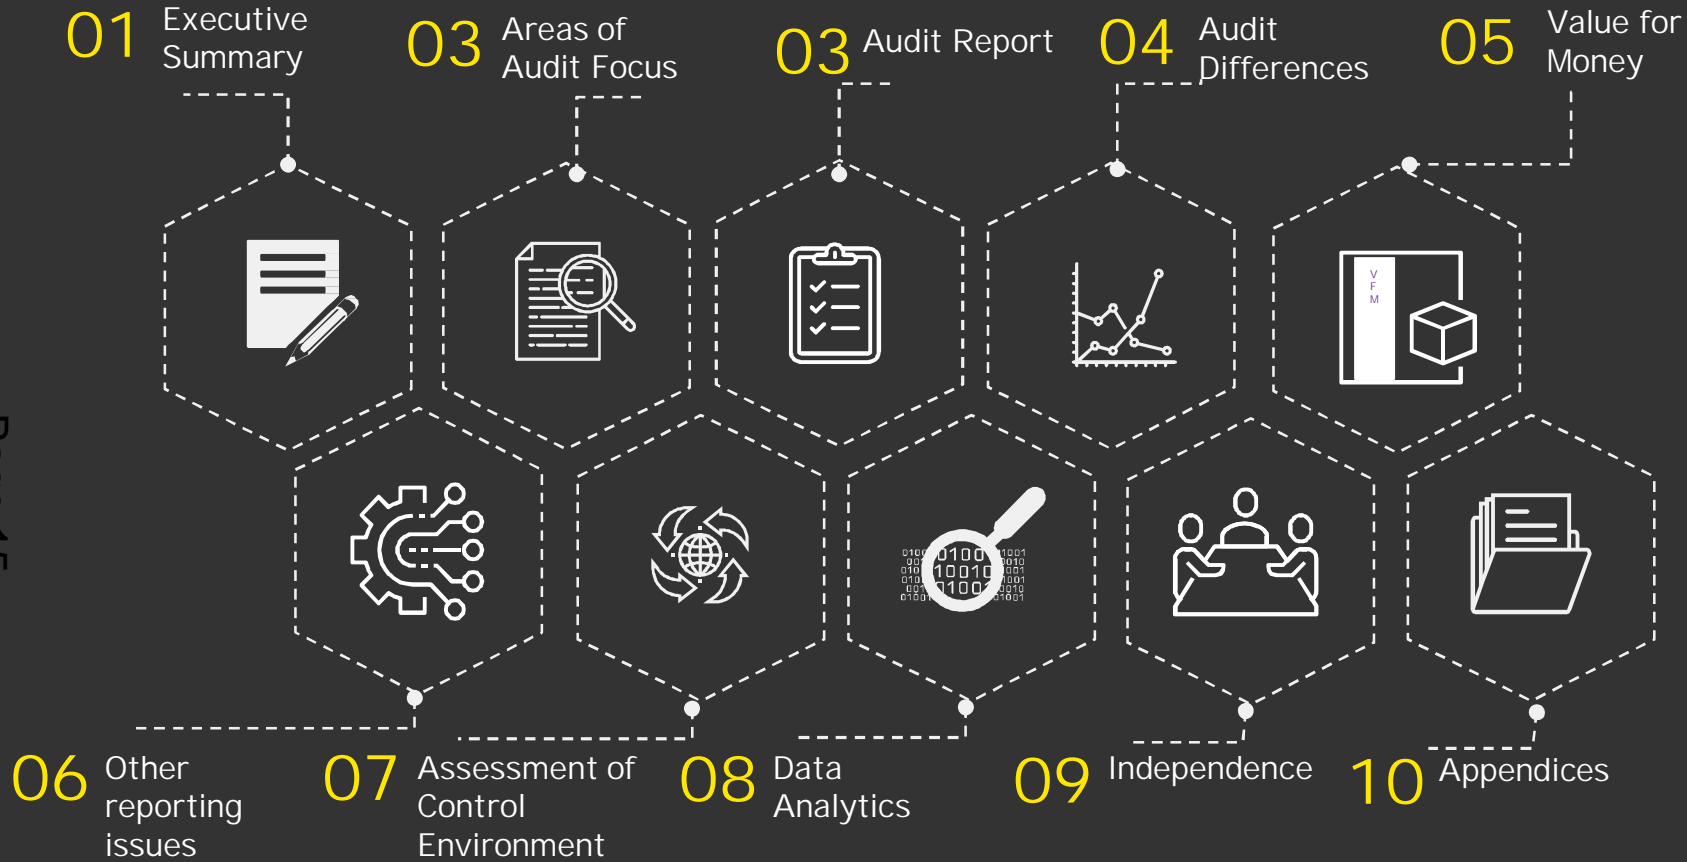 01 Executive
Summary
03 Areas of
Audit Focus
03 Audit Report
04 Audit
Differences
05 Value for
Money
V
F
M
06 Other
reporting
issues
07 Assessment of
Control
Environment
08 Data
Analytics
09 Independence
10 Appendices